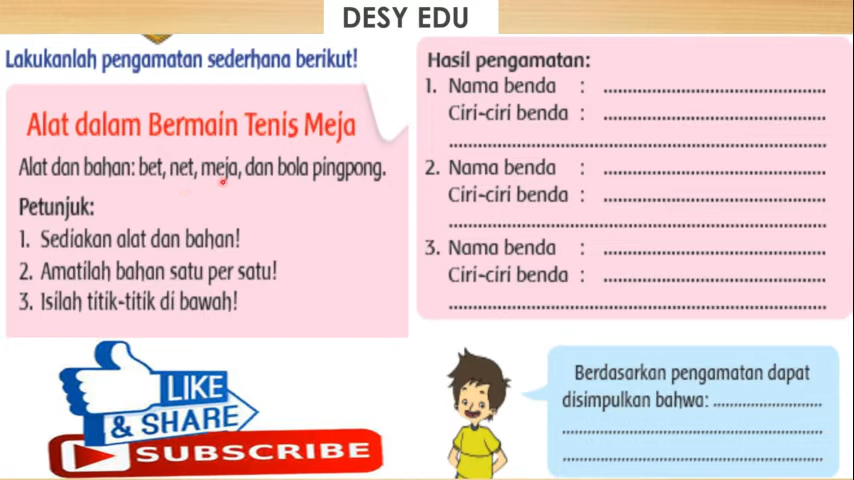 DESY EDU
Lakukanlah pengamatan sederhana berikut!
Alat dalam Bermain Tenis Meja
Alat dan bahan: bet, net, meja, dan bola pingpong.
Petunjuk:
1. Sediakan alat dan bahan!
2. Amatilah bahan satu per satu!
3. Isilah titik-titik di bawah!
Hasil pengamatan:
1. Nama benda : ..........................................
Ciri-ciri benda : ..........................................
......................................................................
2. Nama benda : ..........................................
Ciri-ciri benda : ..........................................
......................................................................
3. Nama benda : ..........................................
Ciri-ciri benda : ..........................................
......................................................................
LIKE
& SHARE
SUBSCRIBE
Berdasarkan pengamatan dapat
disimpulkan bahwa: ........................
......................................................
......................................................